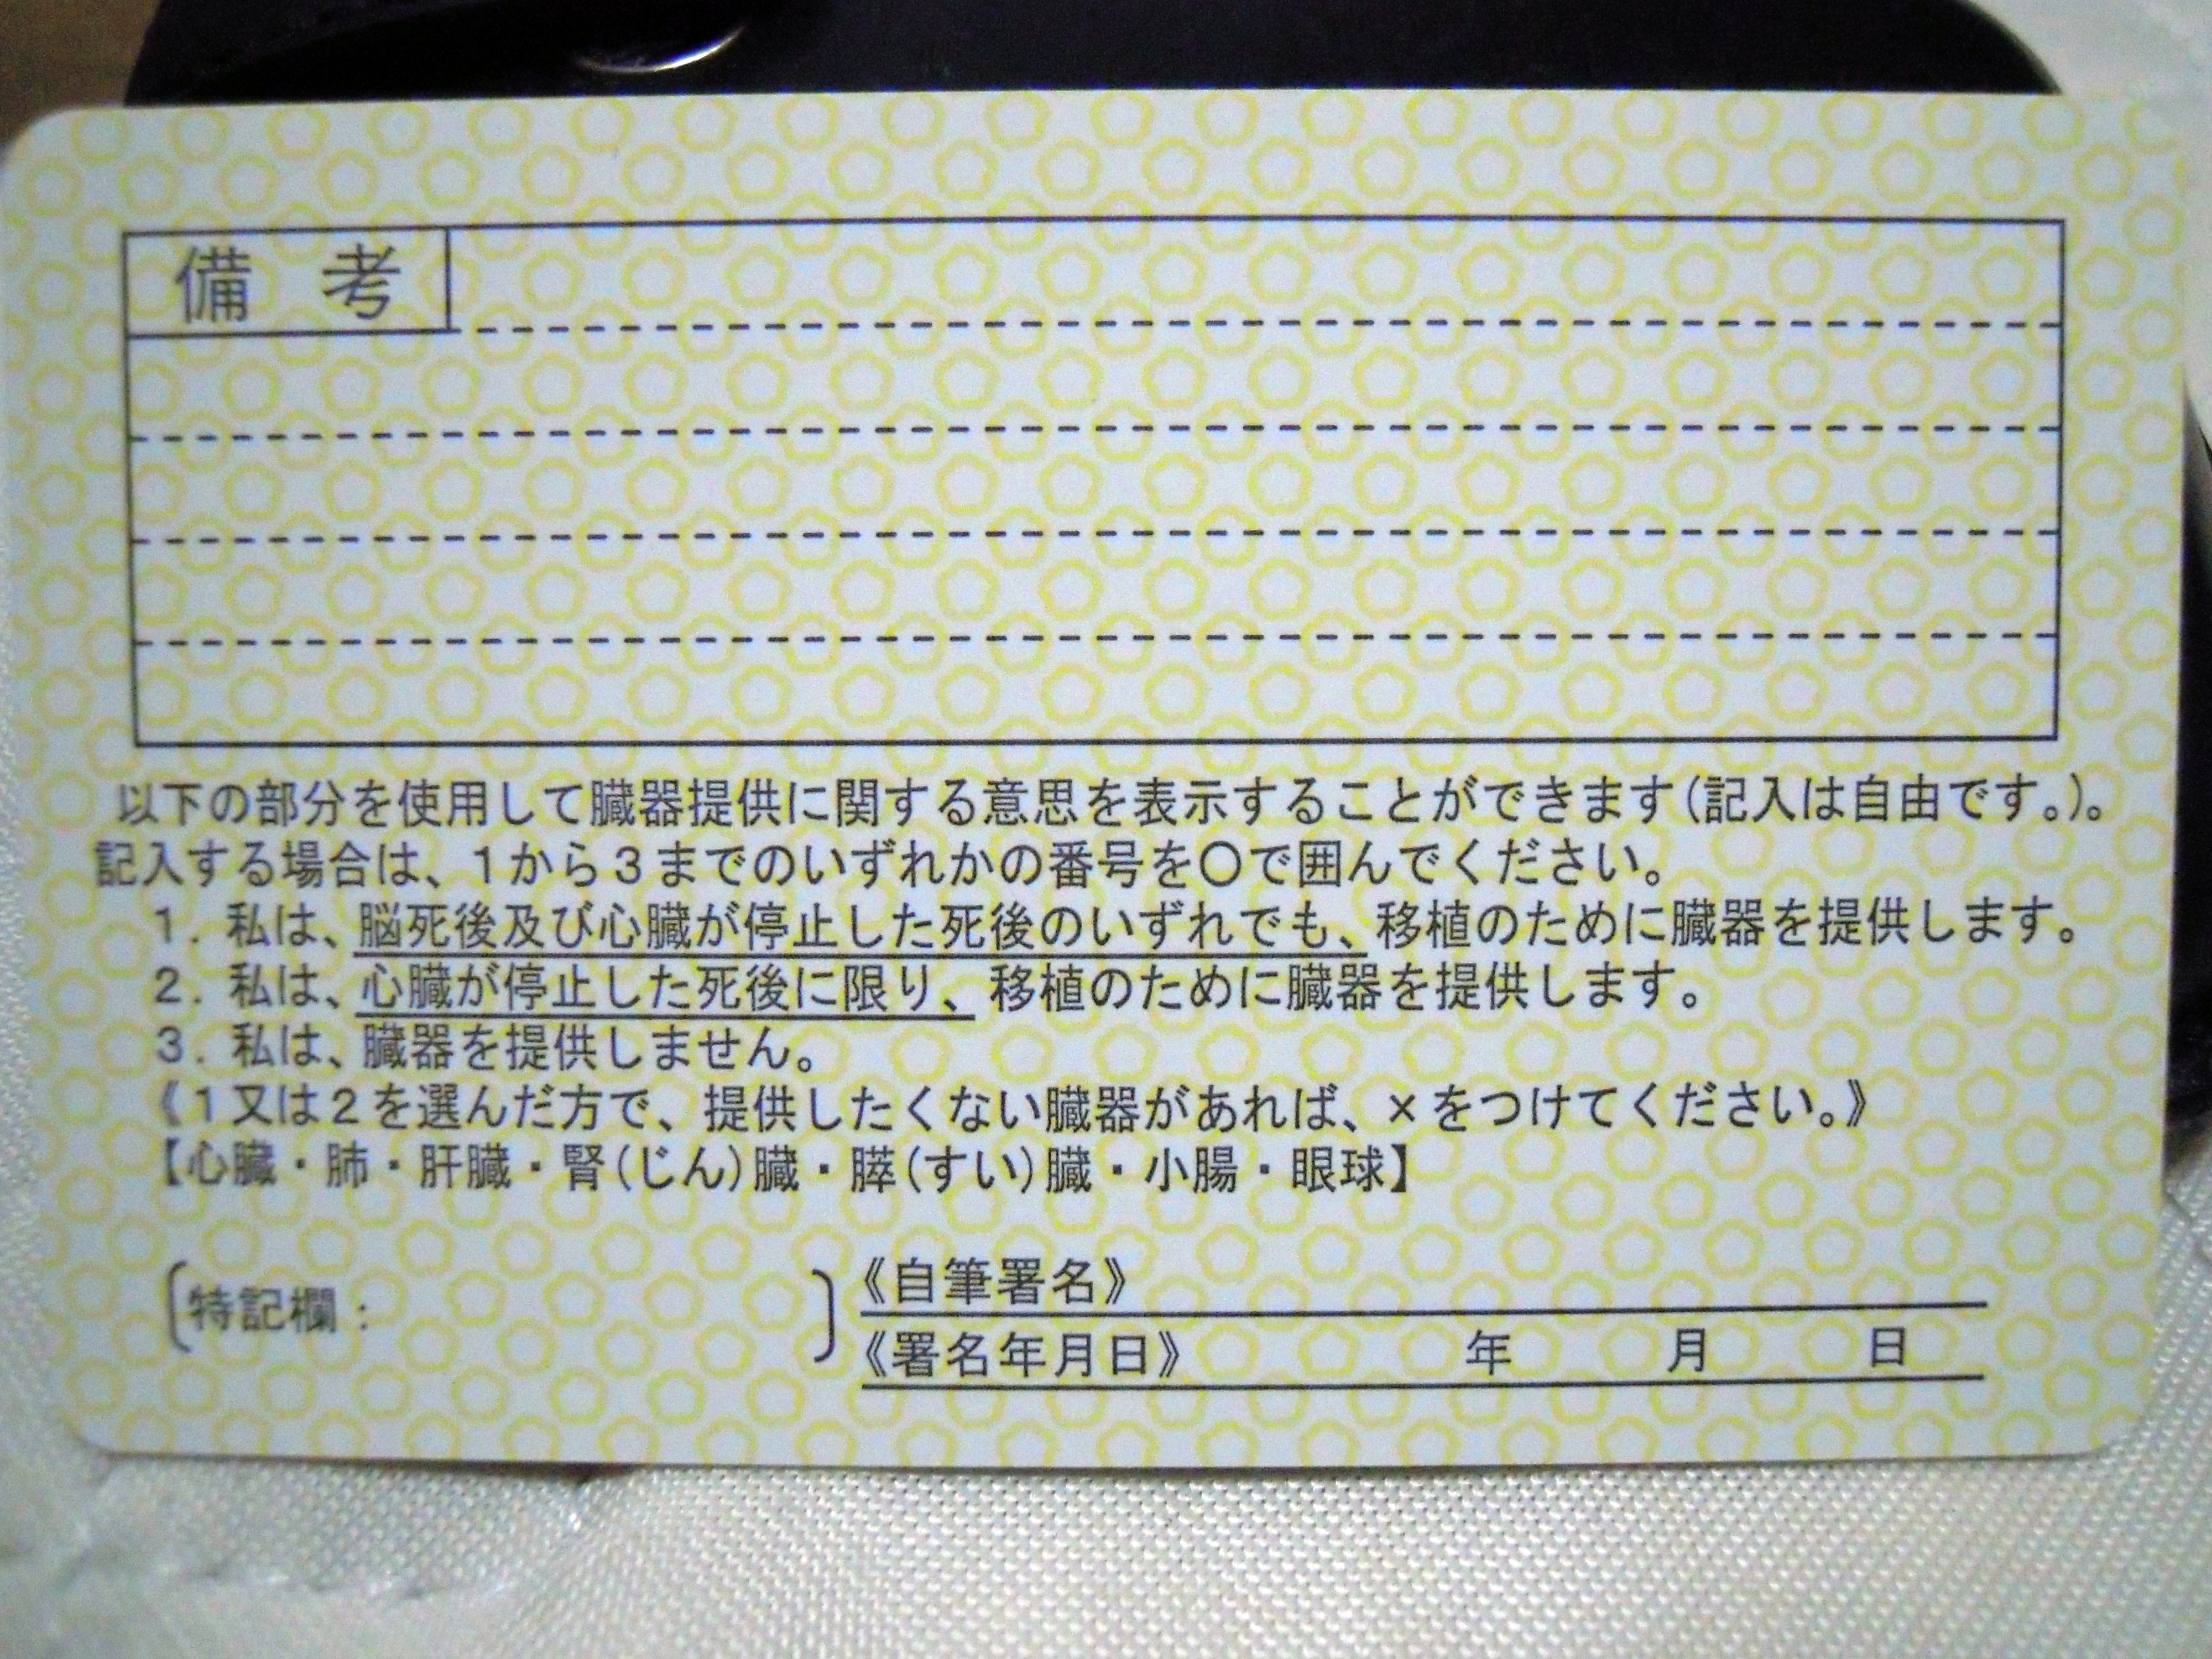 備 考
以下の部分を使用して臓器提供に関する意思を表示することができます(記入は自由です。)。
記入する場合は、1から3までのいずれかの番号を〇で囲んでください。
1. 私は、脳死後及び心臓が停止した死後のいずれでも、移植のために臓器を提供します。
2. 私は、心臓が停止した死後に限り、移植のために臓器を提供します。
3. 私は、臓器を提供しません。
《1又は2を選んだ方で、提供したくない臓器があれば、×をつけてください。》
【心臓・肺・肝臓・腎(じん)臓・膵(すい)臓・小腸・眼球】
〔特記欄: 〕
《自筆署名》
《署名年月日》 年 月 日